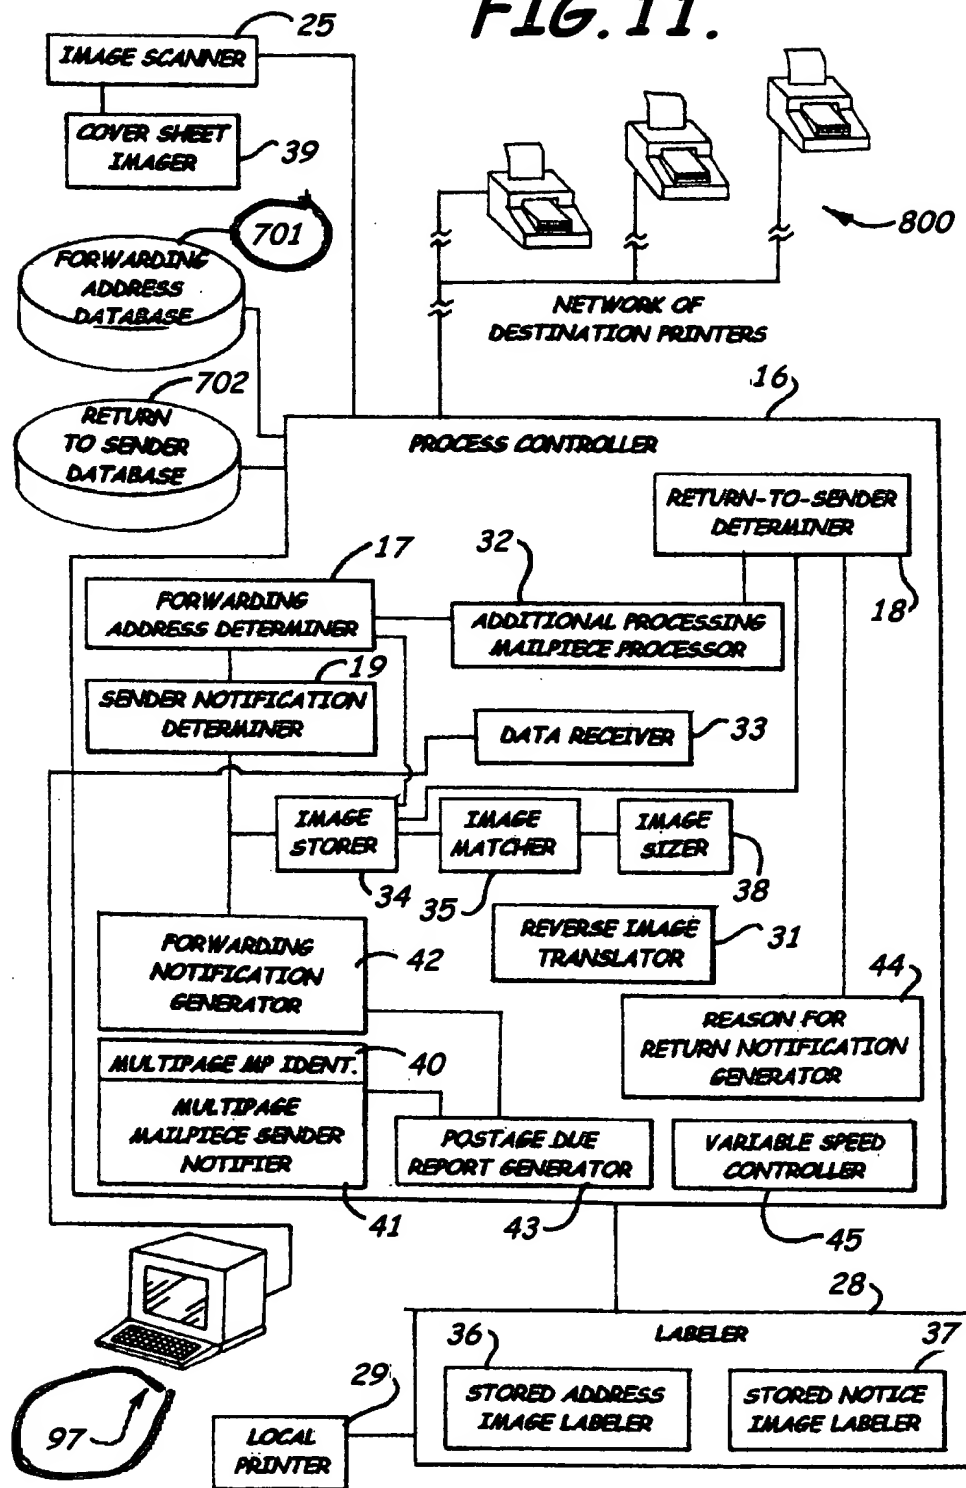 FIG. 11.
25
IMAGE SCANNER
COVER SHEET
IMAGER
39
701
FORWARDING
ADDRESS
DATABASE
800
NETWORK OF
DESTINATION PRINTERS
702
RETURN
TO SENDER
DATABASE
16
PROCESS CONTROLLER
RETURN-TO-SENDER
DETERMINER
18
17
FORWARDING
ADDRESS DETERMINER
32
ADDITIONAL PROCESSING
MAILPIECE PROCESSOR
19
SENDER NOTIFICATION
DETERMINER
DATA RECEIVER
33
IMAGE
STORER
34
IMAGE
MATCHER
35
IMAGE
SIZER
38
REVERSE IMAGE
TRANSLATOR
31
FORWARDING
NOTIFICATION
GENERATOR
42
44
REASON FOR
RETURN NOTIFICATION
GENERATOR
MULTIPAGE MP IDENT.
40
MULTIPAGE
MAILPIECE SENDER
NOTIFIER
41
POSTAGE DUE
REPORT GENERATOR
43
VARIABLE SPEED
CONTROLLER
45
97
28
LABELER
36
STORED ADDRESS
IMAGE LABELER
37
STORED NOTICE
IMAGE LABELER
29
LOCAL
PRINTER